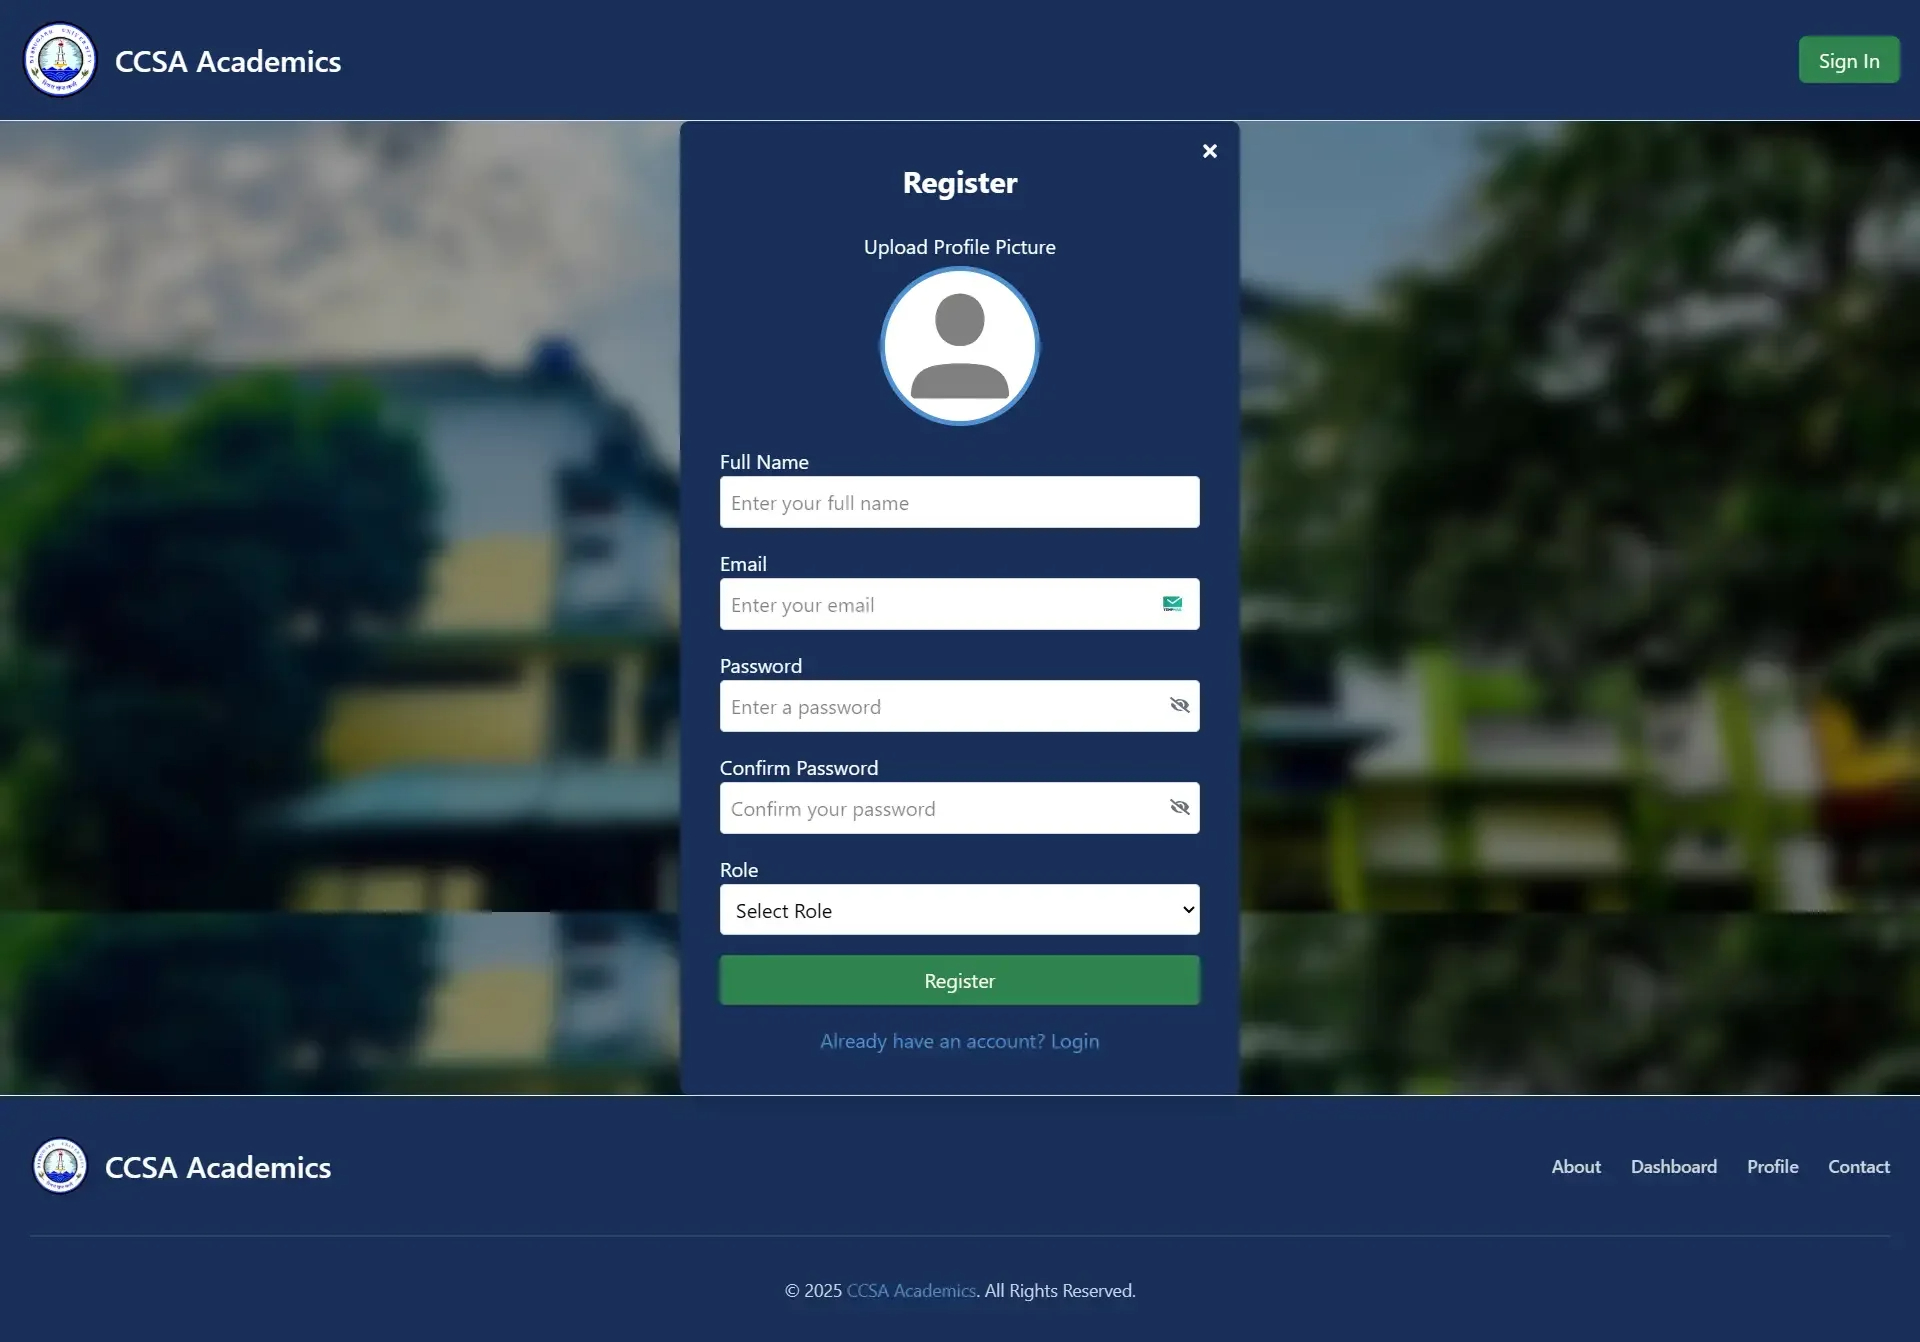 CCSA Academics
Sign In
Register
Upload Profile Picture
Full Name
Enter your full name
Email
Enter your email
Password
Enter a password
Confirm Password
Confirm your password
Role
Select Role
Register
Already have an account? Login
CCSA Academics
About Dashboard Profile Contact
© 2025 CCSA Academics. All Rights Reserved.